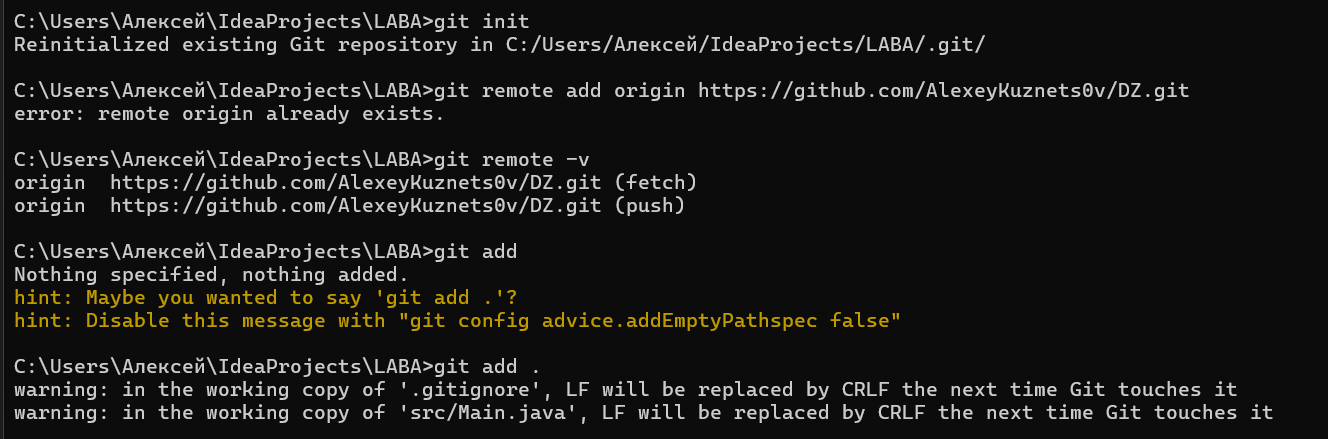 C:\Users\Алексей\IdeaProjects\LABA>git init
Reinitialized existing Git repository in C:/Users/Алексей/IdeaProjects/LABA/.git/
C:\Users\Алексей\IdeaProjects\LABA>git remote add origin https://github.com/AlexeyKuznets0v/DZ.git
error: remote origin already exists.
C:\Users\Алексей\IdeaProjects\LABA>git remote -v
origin  https://github.com/AlexeyKuznets0v/DZ.git (fetch)
origin  https://github.com/AlexeyKuznets0v/DZ.git (push)
C:\Users\Алексей\IdeaProjects\LABA>git add
Nothing specified, nothing added.
hint: Maybe you wanted to say 'git add .'?
hint: Disable this message with "git config advice.addEmptyPathspec false"
C:\Users\Алексей\IdeaProjects\LABA>git add .
warning: in the working copy of '.gitignore', LF will be replaced by CRLF the next time Git touches it
warning: in the working copy of 'src/Main.java', LF will be replaced by CRLF the next time Git touches it